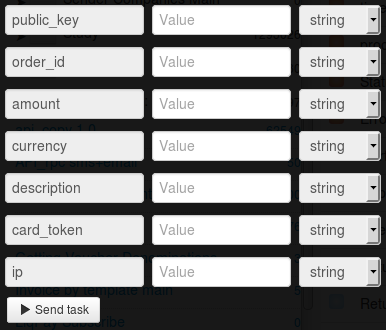 public_key Value string
order_id Value string
amount Value string
currency Value string
description Value string
card_token Value string
ip Value string
Send task